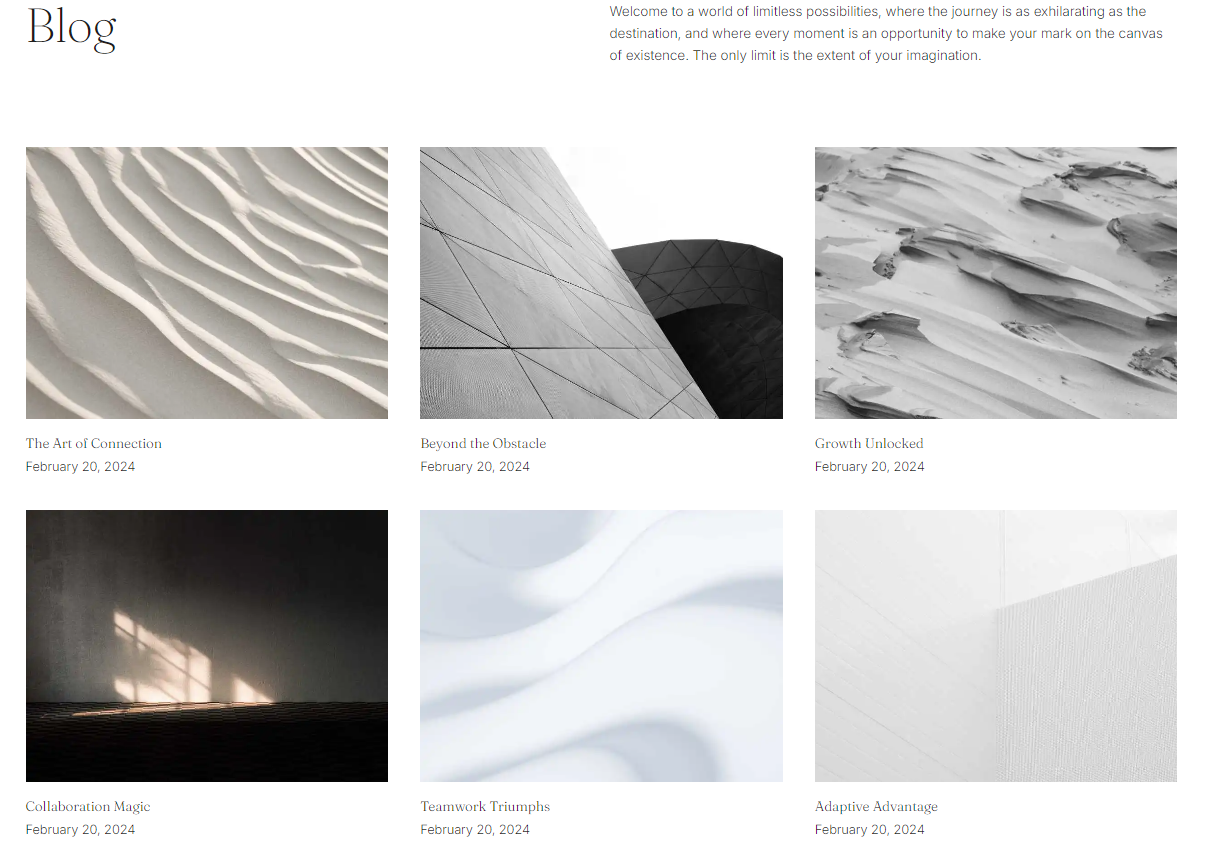 Blog
Welcome to a world of limitless possibilities, where the journey is as exhilarating as the
destination, and where every moment is an opportunity to make your mark on the canvas
of existence. The only limit is the extent of your imagination.
The Art of Connection
February 20, 2024
Beyond the Obstacle
February 20, 2024
Growth Unlocked
February 20, 2024
Collaboration Magic
February 20, 2024
Teamwork Triumphs
February 20, 2024
Adaptive Advantage
February 20, 2024